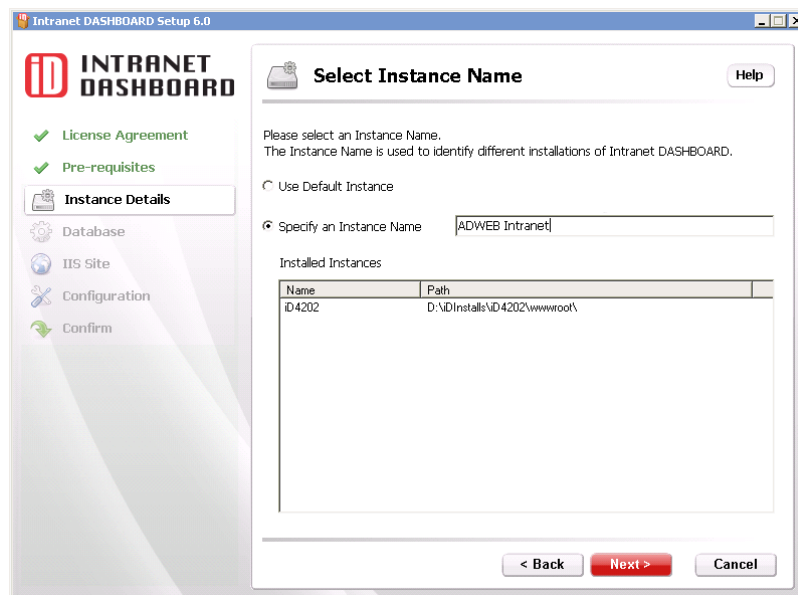 Intranet DASHBOARD Setup 6.0
iD INTRANET
DASHBOARD
License Agreement
Pre-requisites
Instance Details
Database
IIS Site
Configuration
Confirm
Select Instance Name
Help
Please select an Instance Name.
The Instance Name is used to identify different installations of Intranet DASHBOARD.
Use Default Instance
Specify an Instance Name ADWEB Intranet
Installed Instances
Name Path
iD4202 D:\iDInstalls\iD4202\wwwroot\
< Back Next > Cancel